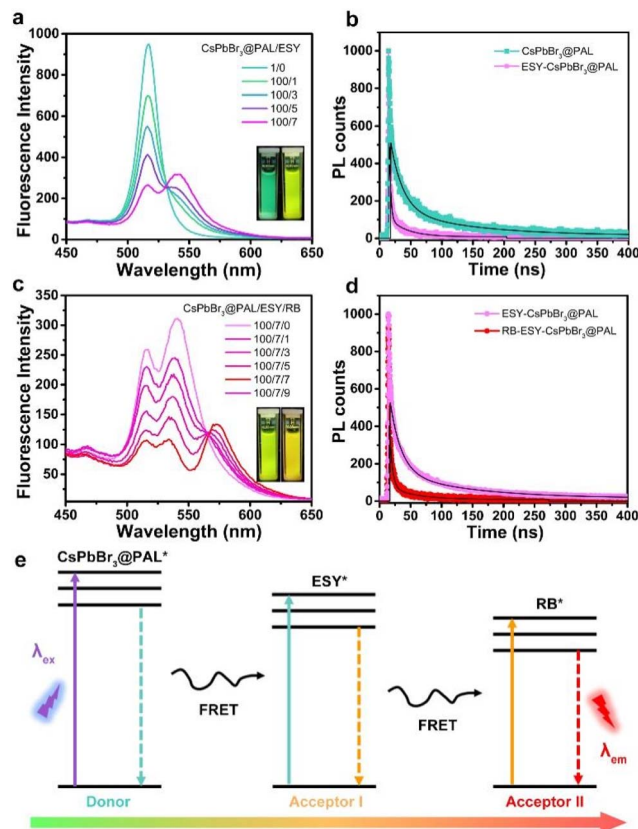 a
CsPbBr₃@PAL/ESY
1/0
100/1
100/3
100/5
100/7
Fluorescence Intensity
1000
800
600
400
200
0
450 500 550 600 650
Wavelength (nm)
b
CsPbBr₃@PAL
ESY-CsPbBr₃@PAL
PL counts
1000
800
600
400
200
0
0 25 50 100 150 200 250 300 350 400
Time (ns)
c
CsPbBr₃@PAL/ESY/RB
100/7/0
100/7/1
100/7/3
100/7/5
100/7/7
100/7/9
Fluorescence Intensity
350
300
250
200
150
100
50
450 500 550 600 650
Wavelength (nm)
d
ESY-CsPbBr₃@PAL
RB-ESY-CsPbBr₃@PAL
PL counts
1000
800
600
400
200
0
0 25 50 100 150 200 250 300 350 400
Time (ns)
e
CsPbBr₃@PAL*
ESY*
RB*
λex
FRET
FRET
λem
Donor
Acceptor I
Acceptor II